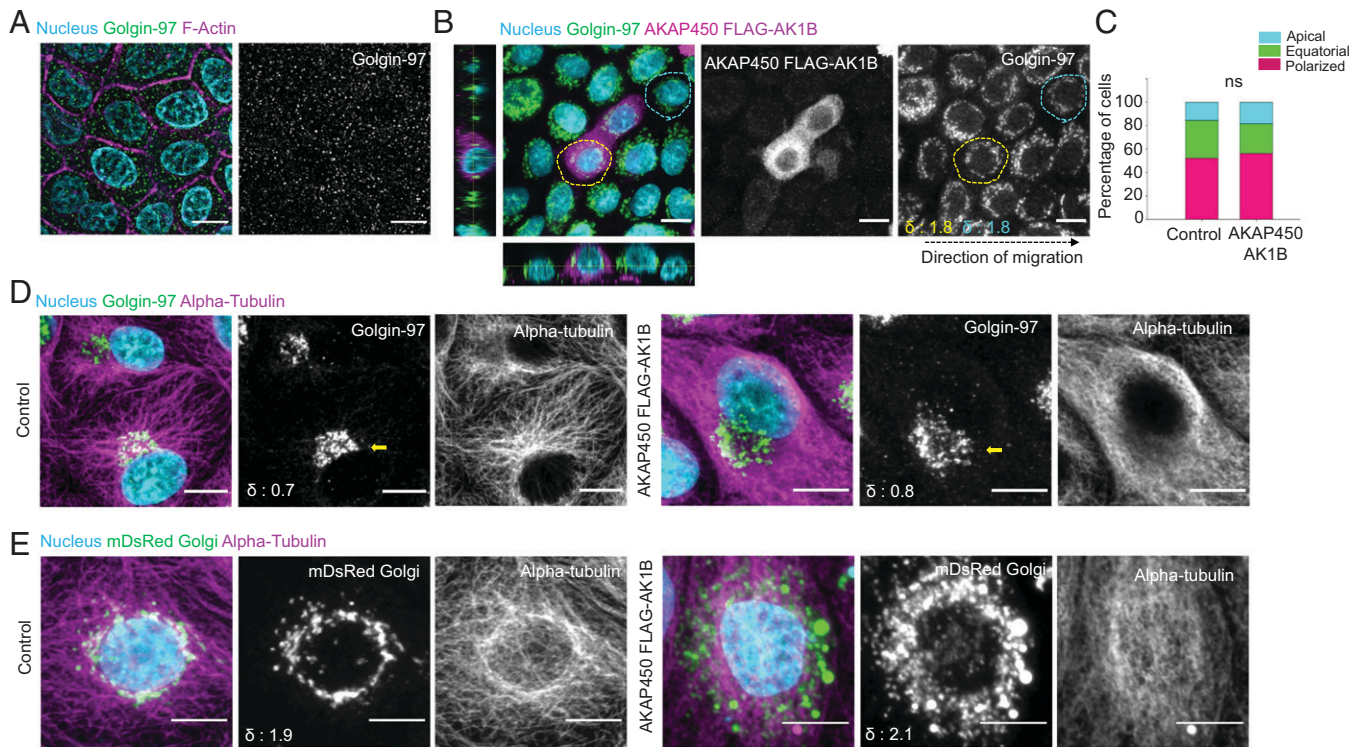 A
Nucleus Golgin-97 F-Actin
Golgin-97
B
Nucleus Golgin-97 AKAP450 FLAG-AK1B
AKAP450 FLAG-AK1B
Golgin-97
δ : 1.8 δ : 1.8
Direction of migration
C
Apical
Equatorial
Polarized
ns
Percentage of cells
100
80
60
40
20
0
Control
AKAP450
AK1B
D
Nucleus Golgin-97 Alpha-Tubulin
Control
Golgin-97
δ : 0.7
Alpha-tubulin
AKAP450 FLAG-AK1B
Golgin-97
δ : 0.8
Alpha-tubulin
E
Nucleus mDsRed Golgi Alpha-Tubulin
Control
mDsRed Golgi
δ : 1.9
Alpha-tubulin
AKAP450 FLAG-AK1B
mDsRed Golgi
δ : 2.1
Alpha-tubulin